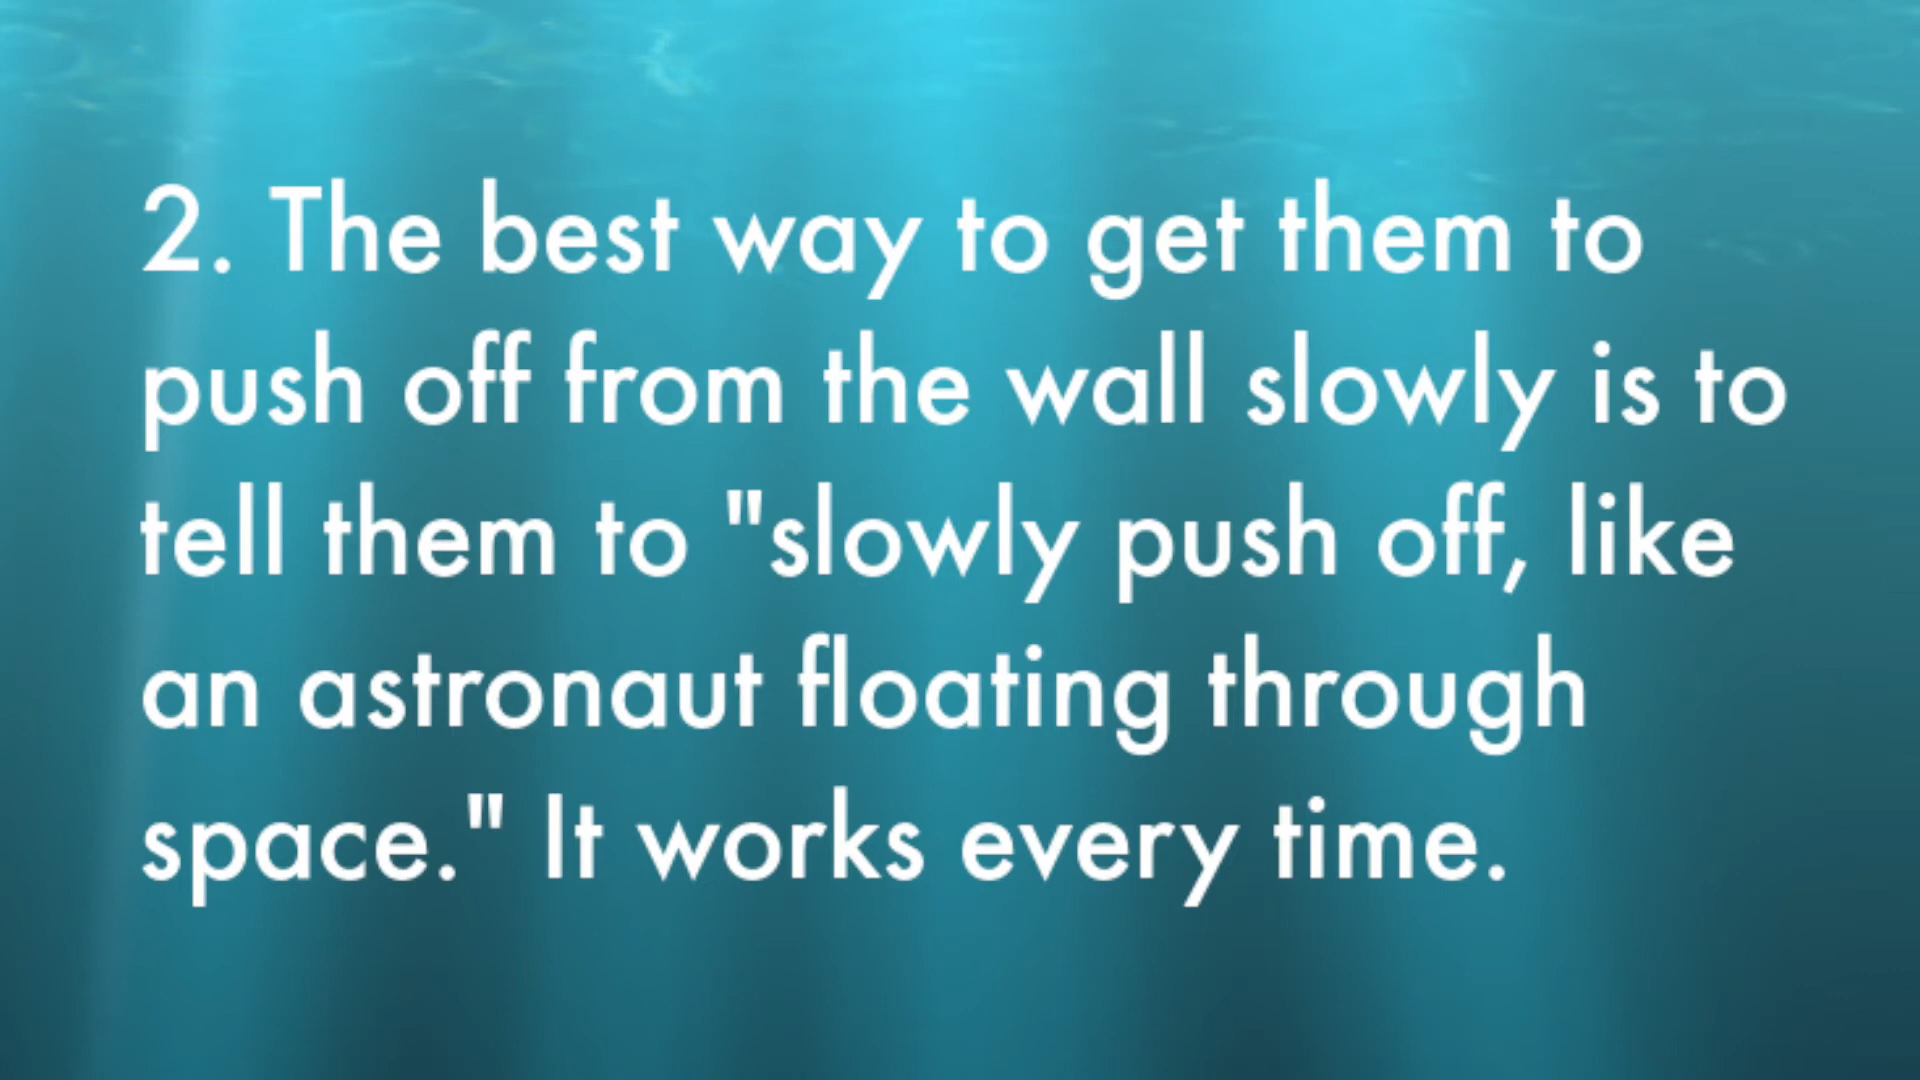 2. The best way to get them to
push off from the wall slowly is to
tell them to "slowly push off, like
an astronaut floating through
space." It works every time.